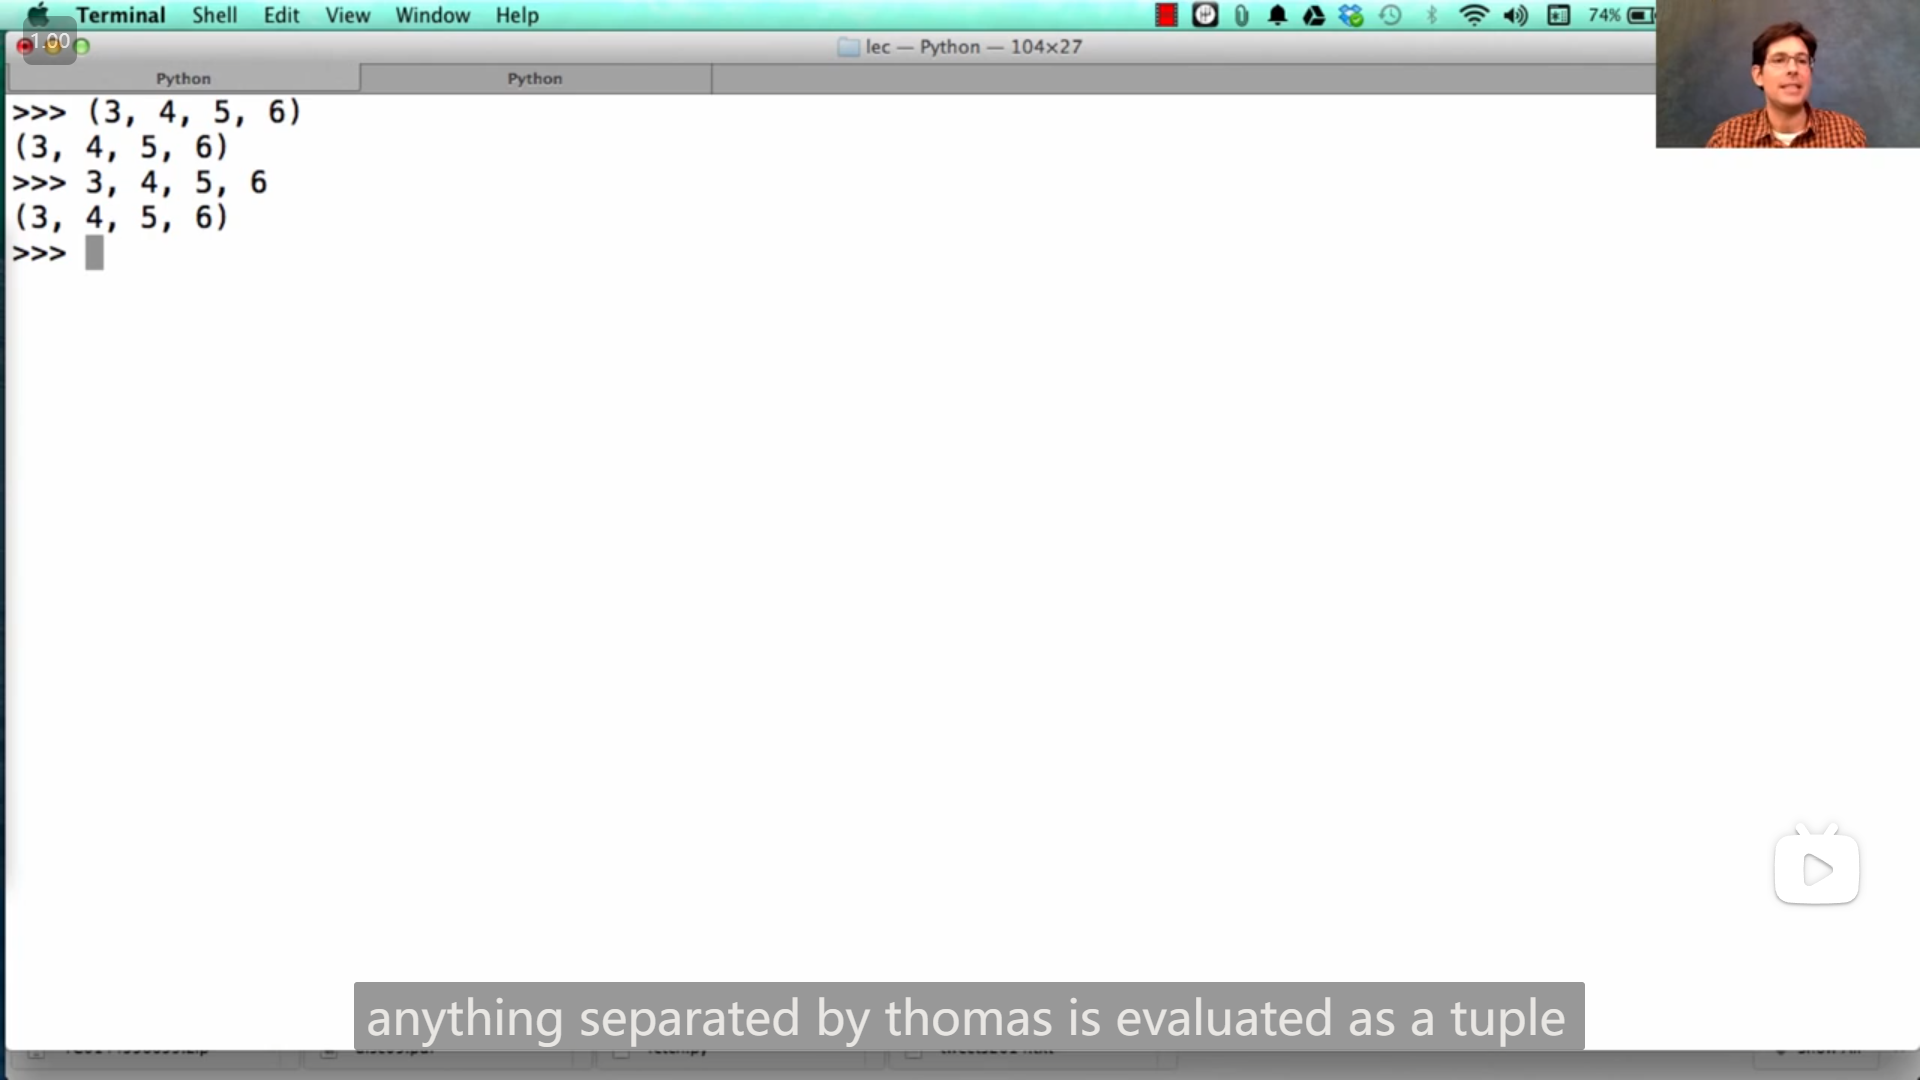 Terminal Shell Edit View Window Help 74%
1.00
lec — Python — 104×27
Python Python
>>> (3, 4, 5, 6)
(3, 4, 5, 6)
>>> 3, 4, 5, 6
(3, 4, 5, 6)
>>>
anything separated by thomas is evaluated as a tuple